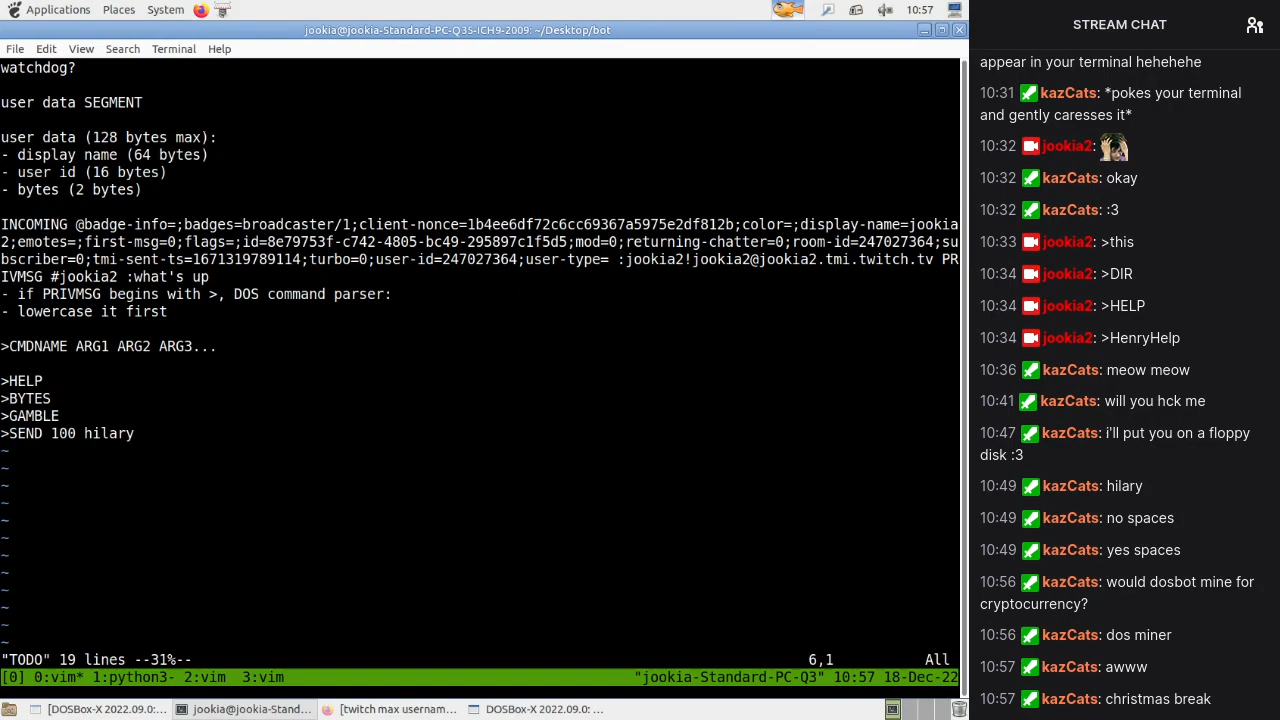 Applications Places System 10:57
jookia@jookia-Standard-PC-Q35-ICH9-2009: ~/Desktop/bot
File Edit View Search Terminal Help
watchdog?
user data SEGMENT
user data (128 bytes max):
- display name (64 bytes)
- user id (16 bytes)
- bytes (2 bytes)
INCOMING @badge-info=;badges=broadcaster/1;client-nonce=1b4ee6df72c6cc69367a5975e2df812b;color=;display-name=jookia
2;emotes=;first-msg=0;flags=;id=8e79753f-c742-4805-bc49-295897c1f5d5;mod=0;returning-chatter=0;room-id=247027364;su
bscriber=0;tmi-sent-ts=1671319789114;turbo=0;user-id=247027364;user-type= :jookia2!jookia2@jookia2.tmi.twitch.tv PR
IVMSG #jookia2 :what's up
- if PRIVMSG begins with >, DOS command parser:
- lowercase it first
>CMDNAME ARG1 ARG2 ARG3...
>HELP
>BYTES
>GAMBLE
>SEND 100 hilary
~
~
~
~
~
~
~
~
~
~
~
~
"TODO" 19 lines --31%-- 6,1 All
[0] 0:vim* 1:python3- 2:vim 3:vim "jookia-Standard-PC-Q3" 10:57 18-Dec-22
[DOSBox-X 2022.09.0:... jookia@jookia-Stand... [twitch max usernam... DOSBox-X 2022.09.0: ...
STREAM CHAT
appear in your terminal hehehehe
10:31 kazCats: *pokes your terminal
and gently caresses it*
10:32 jookia2:
10:32 kazCats: okay
10:32 kazCats: :3
10:33 jookia2: >this
10:34 jookia2: >DIR
10:34 jookia2: >HELP
10:34 jookia2: >HenryHelp
10:36 kazCats: meow meow
10:41 kazCats: will you hck me
10:47 kazCats: i'll put you on a floppy
disk :3
10:49 kazCats: hilary
10:49 kazCats: no spaces
10:49 kazCats: yes spaces
10:56 kazCats: would dosbot mine for
cryptocurrency?
10:56 kazCats: dos miner
10:57 kazCats: awww
10:57 kazCats: christmas break